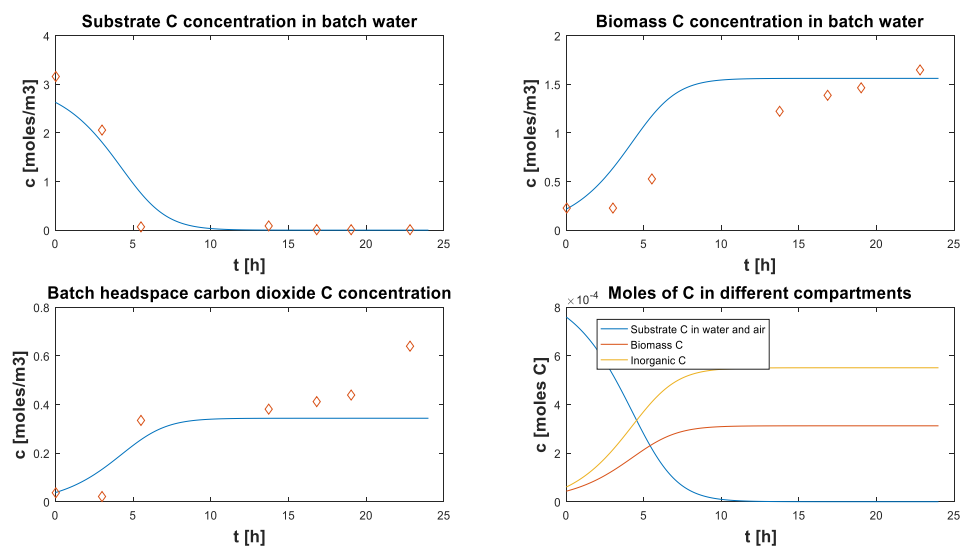 Substrate C concentration in batch water
c [moles/m3]
4
3
2
1
0
0 5 10 15 20 25
t [h]
Biomass C concentration in batch water
c [moles/m3]
2
1.5
1
0.5
0
0 5 10 15 20 25
t [h]
Batch headspace carbon dioxide C concentration
c [moles/m3]
0.8
0.6
0.4
0.2
0
0 5 10 15 20 25
t [h]
Moles of C in different compartments
×10-4
c [moles C]
8
6
4
2
0
Substrate C in water and air
Biomass C
Inorganic C
0 5 10 15 20 25
t [h]